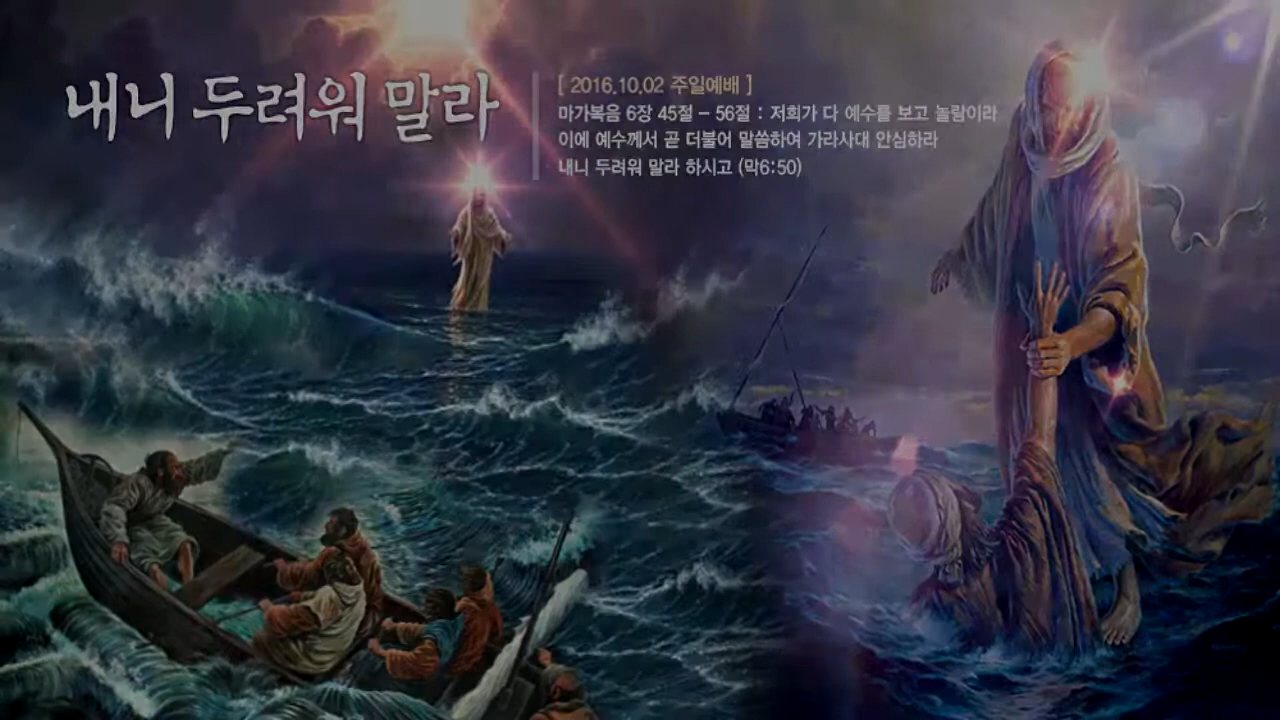 내니 두려워 말라
[ 2016.10.02 주일예배 ]
마가복음 6장 45절 - 56절 : 저희가 다 예수를 보고 놀람이라
이에 예수께서 곧 더불어 말씀하여 가라사대 안심하라
내니 두려워 말라 하시고 (막6:50)